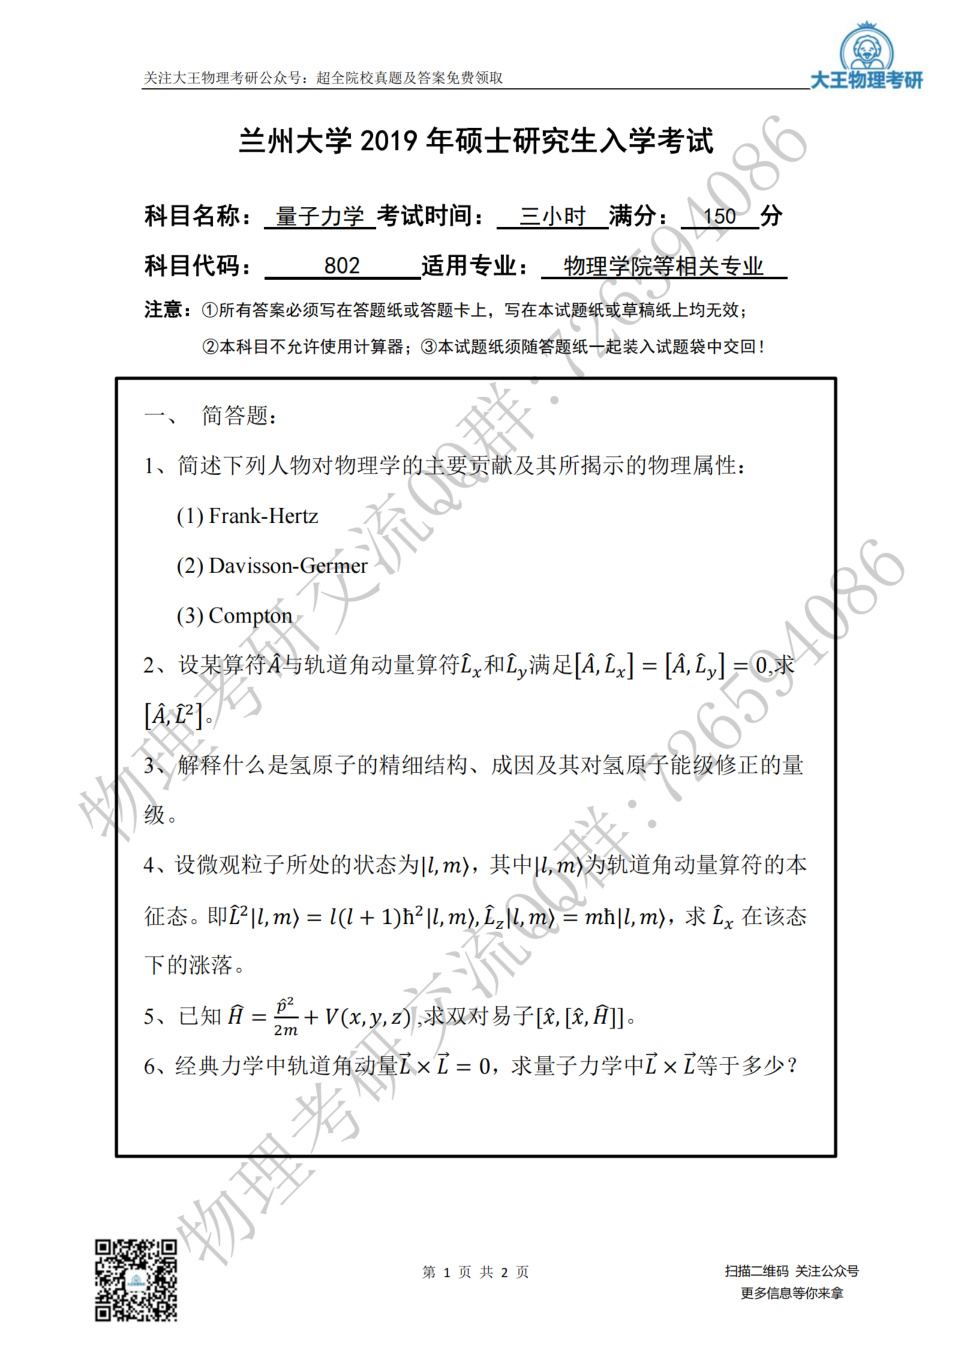 关注大王物理考研公众号：超全院校真题及答案免费领取
大王物理考研
兰州大学 2019 年硕士研究生入学考试
科目名称： 量子力学 考试时间： 三小时 满分： 150 分
科目代码： 802 适用专业： 物理学院等相关专业
注意：①所有答案必须写在答题纸或答题卡上，写在本试题纸或草稿纸上均无效；
②本科目不允许使用计算器；③本试题纸须随答题纸一起装入试题袋中交回！
一、 简答题：
1、简述下列人物对物理学的主要贡献及其所揭示的物理属性：
(1) Frank-Hertz
(2) Davisson-Germer
(3) Compton
2、设某算符Â与轨道角动量算符L̂ₓ和L̂_y满足[Â, L̂ₓ] = [Â, L̂_y] = 0,求
[Â, L̂²]。
3、解释什么是氢原子的精细结构、成因及其对氢原子能级修正的量
级。
4、设微观粒子所处的状态为|l, m⟩，其中|l, m⟩为轨道角动量算符的本
征态。即L̂²|l, m⟩ = l(l + 1)ħ²|l, m⟩, L̂_z|l, m⟩ = mħ|l, m⟩，求 L̂ₓ 在该态
下的涨落。
5、已知 Ĥ = p̂²/2m + V(x, y, z) ,求双对易子[x̂, [x̂, Ĥ]]。
6、经典力学中轨道角动量L⃗ × L⃗ = 0，求量子力学中L⃗ × L⃗等于多少？
物理考研交流QQ群：726594086
物理考研交流QQ群：726594086
大王物理考研
第 1 页 共 2 页
扫描二维码 关注公众号
更多信息等你来拿